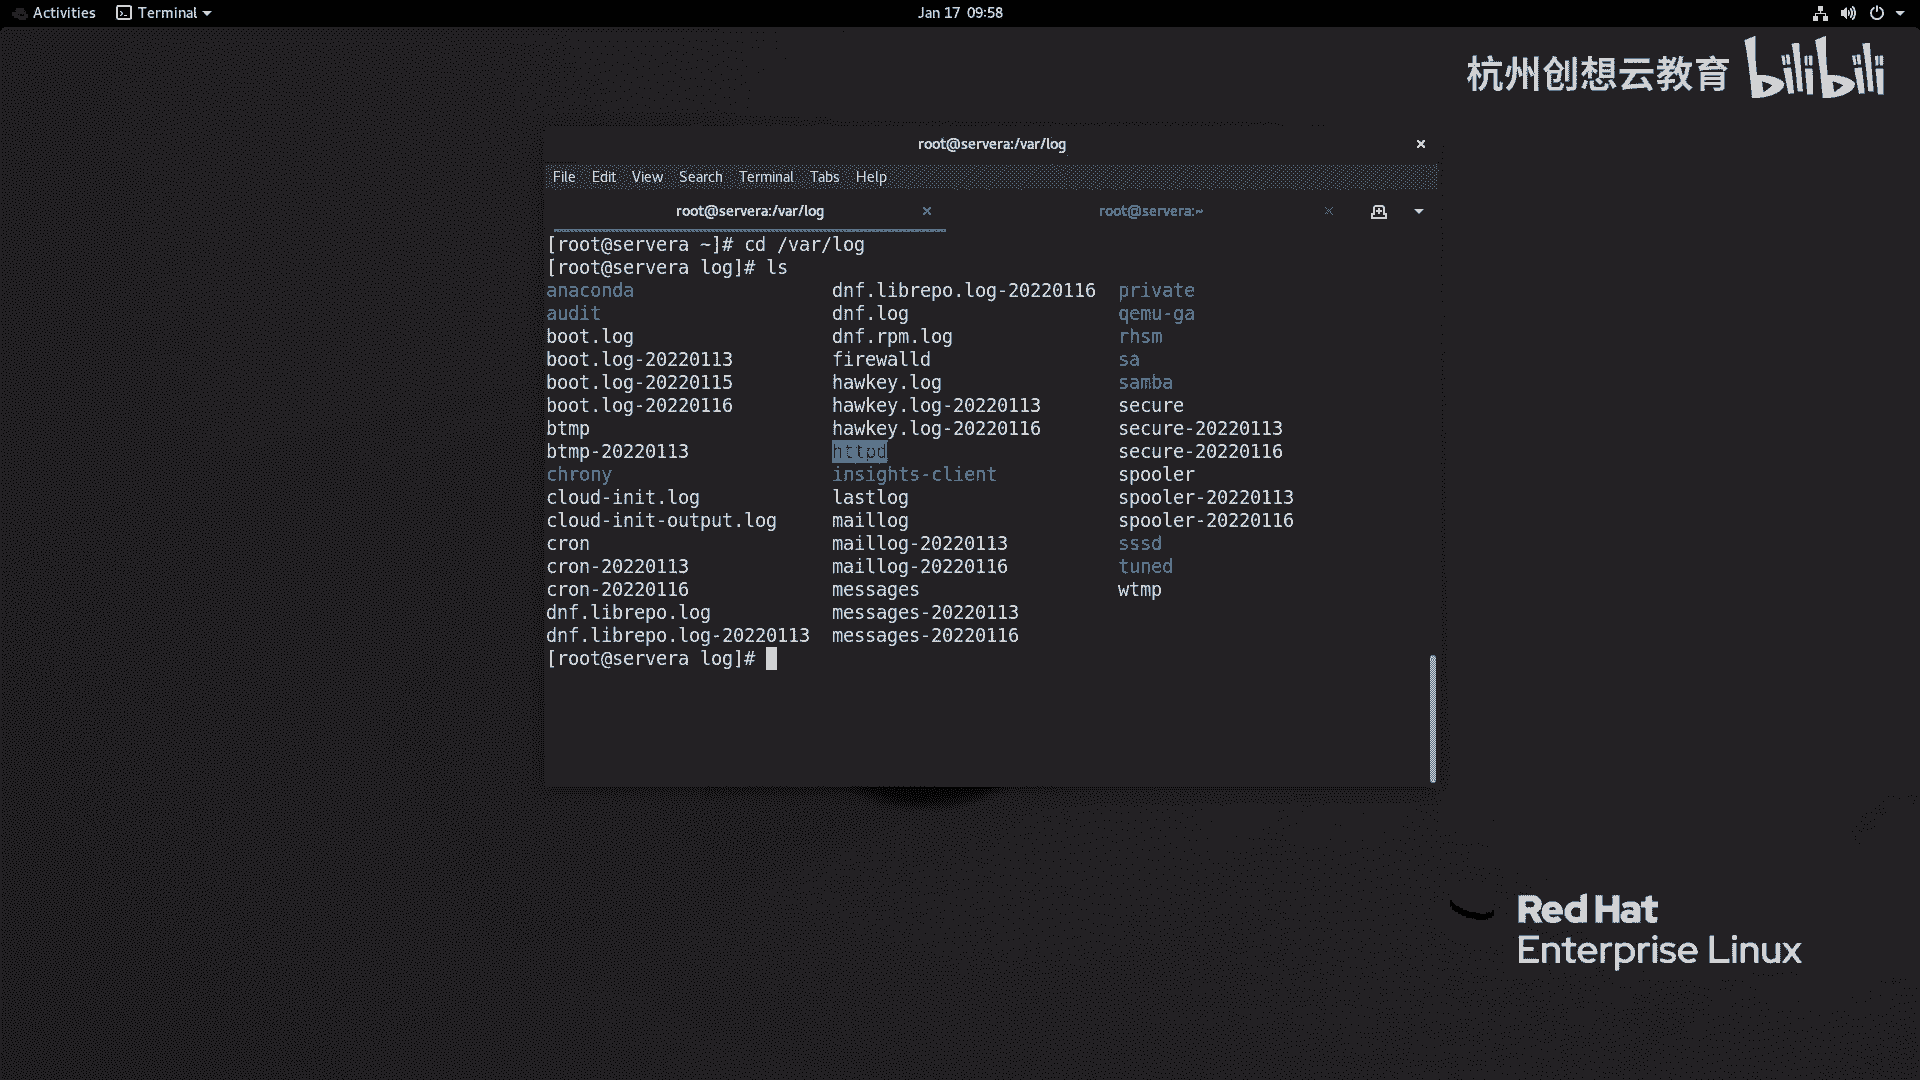 Activities Terminal Jan 17 09:58
杭州创想云教育 bilibili
root@servera:/var/log
File Edit View Search Terminal Tabs Help
root@servera:/var/log root@servera:~
[root@servera ~]# cd /var/log
[root@servera log]# ls
anaconda dnf.librepo.log-20220116 private
audit dnf.log qemu-ga
boot.log dnf.rpm.log rhsm
boot.log-20220113 firewalld sa
boot.log-20220115 hawkey.log samba
boot.log-20220116 hawkey.log-20220113 secure
btmp hawkey.log-20220116 secure-20220113
btmp-20220113 httpd secure-20220116
chrony insights-client spooler
cloud-init.log lastlog spooler-20220113
cloud-init-output.log maillog spooler-20220116
cron maillog-20220113 sssd
cron-20220113 maillog-20220116 tuned
cron-20220116 messages wtmp
dnf.librepo.log messages-20220113
dnf.librepo.log-20220113 messages-20220116
[root@servera log]#
Red Hat
Enterprise Linux